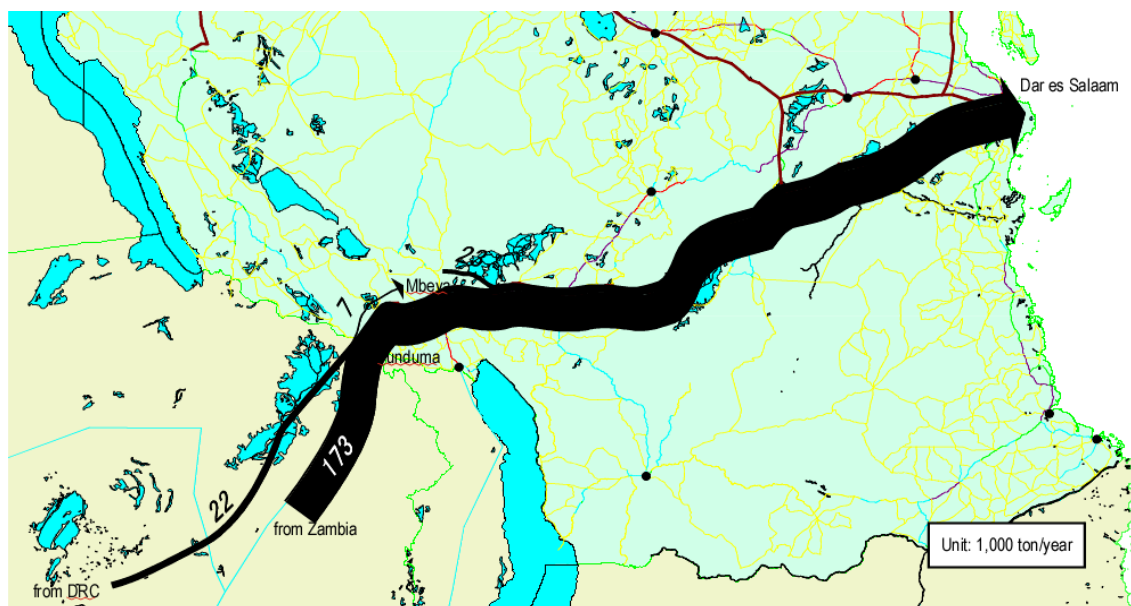 Dar es Salaam
2
Mbeya
7
unduma
173
22
from Zambia
Unit: 1,000 ton/year
from DRC